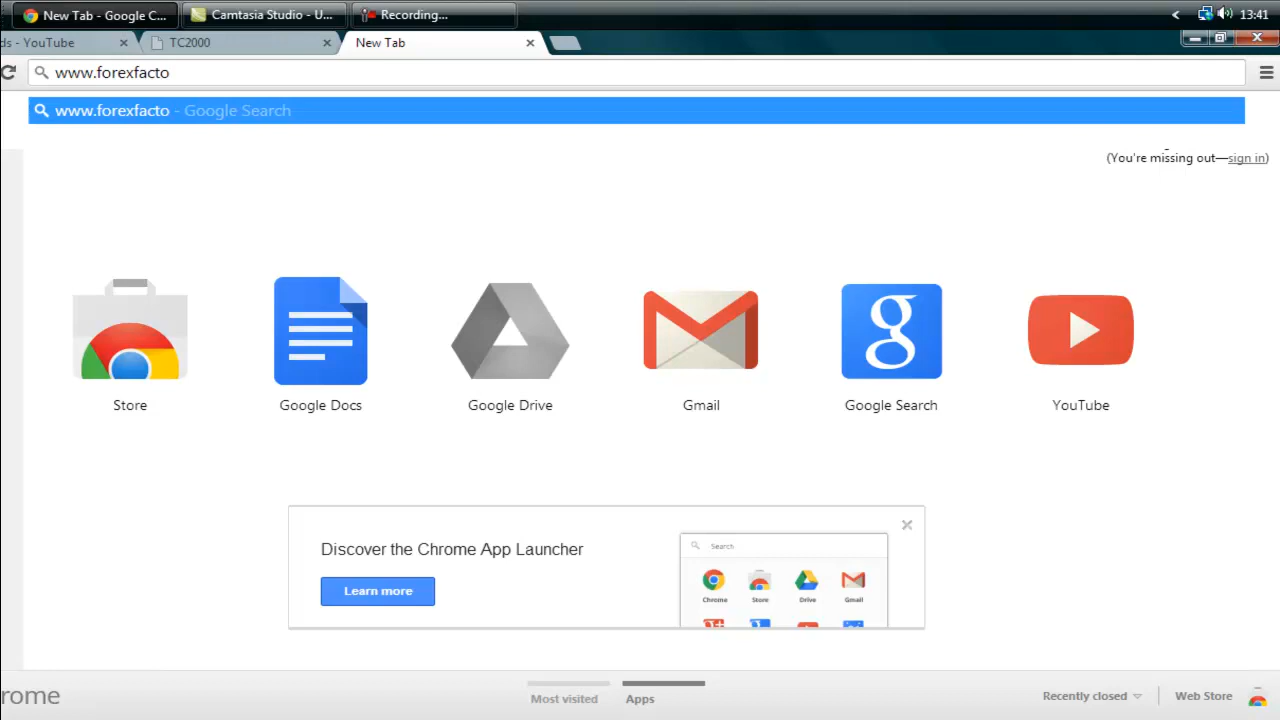 New Tab - Google C...
Camtasia Studio - U...
Recording...
13:41
ds - YouTube
TC2000
New Tab
www.forexfacto
www.forexfacto - Google Search
(You're missing out—sign in)
Store
Google Docs
Google Drive
Gmail
Google Search
YouTube
Discover the Chrome App Launcher
Learn more
Search
Chrome
Store
Drive
Gmail
rome
Most visited
Apps
Recently closed
Web Store